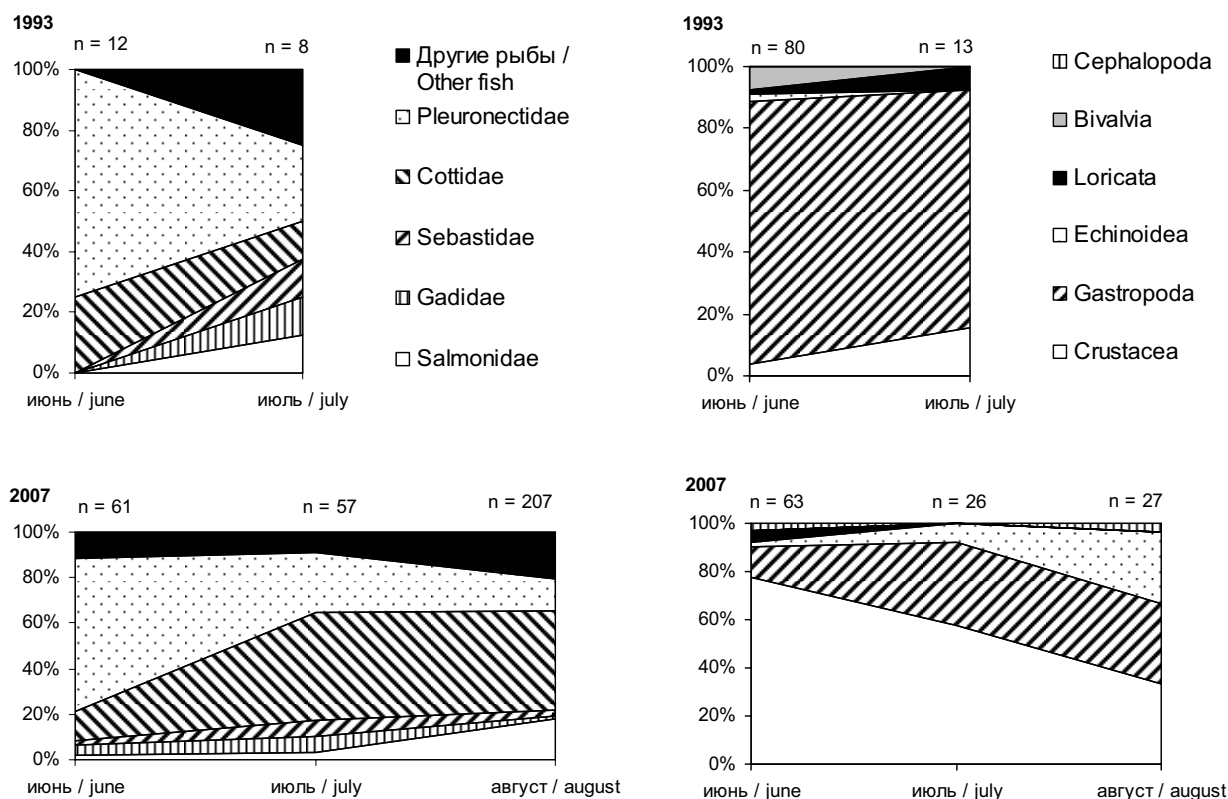 1993
n = 12
n = 8
100%
80%
60%
40%
20%
0%
июнь / june
июль / july
Другие рыбы /
Other fish
Pleuronectidae
Cottidae
Sebastidae
Gadidae
Salmonidae
1993
n = 80
n = 13
100%
80%
60%
40%
20%
0%
июнь / june
июль / july
Cephalopoda
Bivalvia
Loricata
Echinoidea
Gastropoda
Crustacea
2007
n = 61
n = 57
n = 207
100%
80%
60%
40%
20%
0%
июнь / june
июль / july
август / august
2007
n = 63
n = 26
n = 27
100%
80%
60%
40%
20%
0%
июнь / june
июль / july
август / august